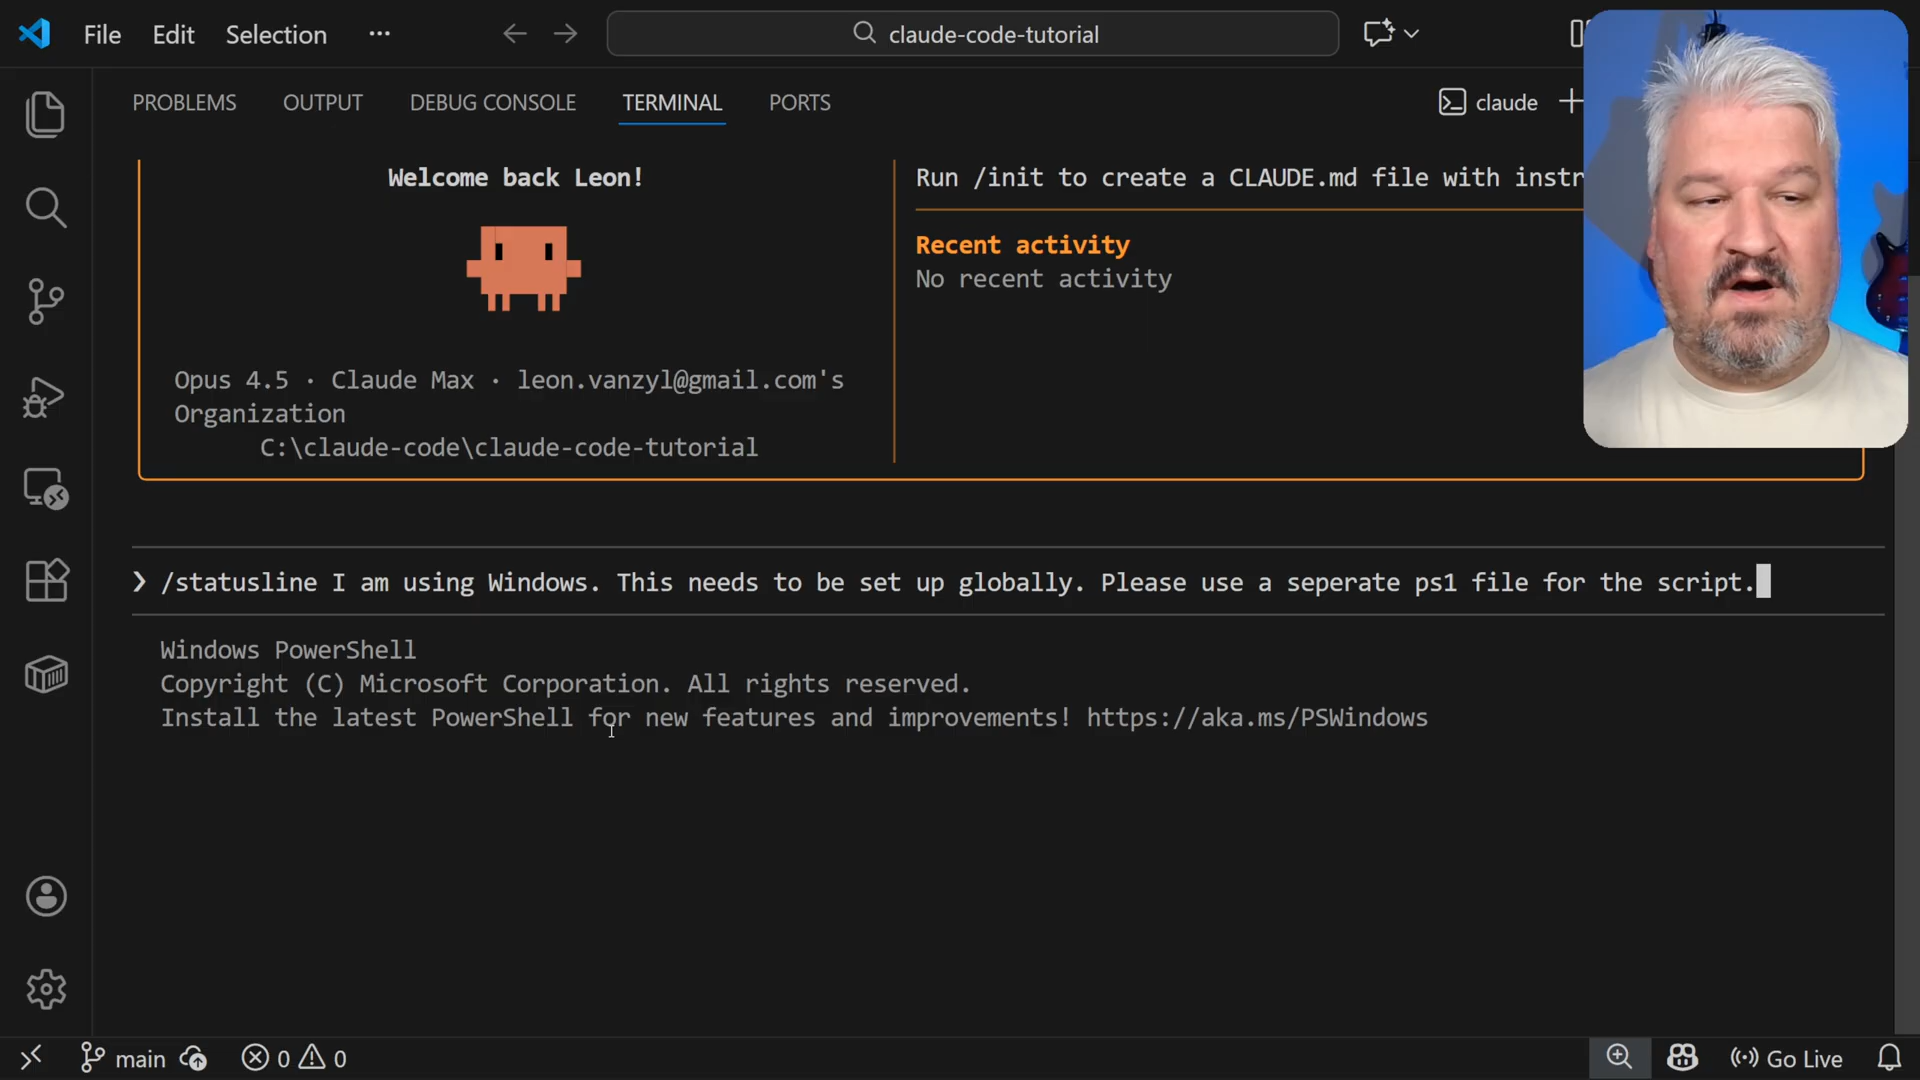 File Edit Selection ··· claude-code-tutorial
PROBLEMS OUTPUT DEBUG CONSOLE TERMINAL PORTS claude
Welcome back Leon!
Run /init to create a CLAUDE.md file with instr
Recent activity
No recent activity
Opus 4.5 · Claude Max · leon.vanzyl@gmail.com's
Organization
C:\claude-code\claude-code-tutorial
❯ /statusline I am using Windows. This needs to be set up globally. Please use a seperate ps1 file for the script.
Windows PowerShell
Copyright (C) Microsoft Corporation. All rights reserved.
Install the latest PowerShell for new features and improvements! https://aka.ms/PSWindows
main 0 0 Go Live